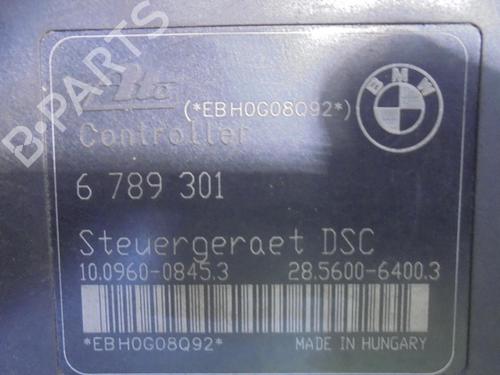 Ate
(*EBH0G08Q92*)
BMW
Controller
6 789 301
Steuergeraet DSC
10.0960-0845.3 28.5600-6400.3
*EBH0G08Q92*
MADE IN HUNGARY
B-PARTS